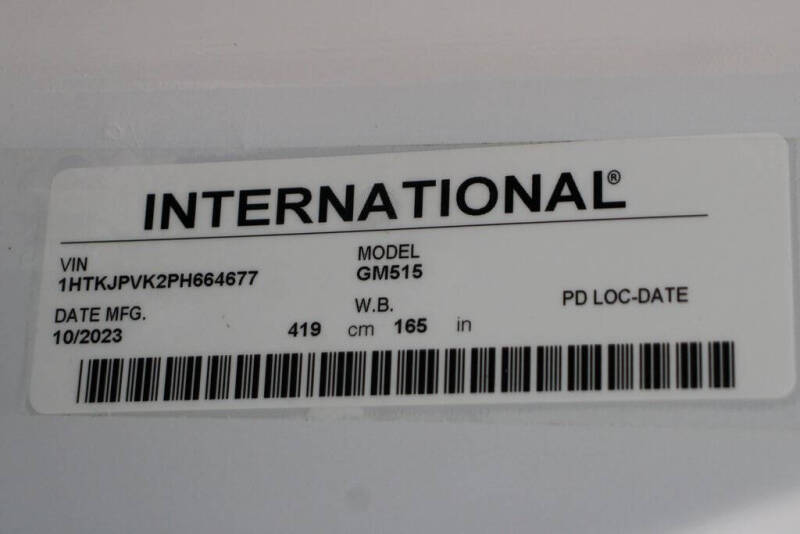 INTERNATIONAL®
VIN
1HTKJPVK2PH664677
MODEL
GM515
DATE MFG.
10/2023
W.B.
419 cm 165 in
PD LOC-DATE